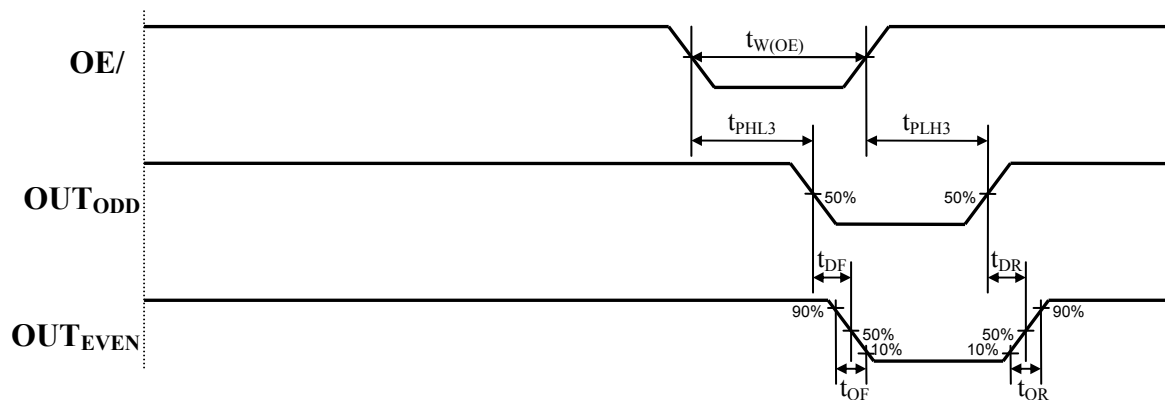 OE/
tW(OE)
tPHL3
tPLH3
OUTODD
50%
50%
tDF
tDR
OUTEVEN
90%
50%
10%
50%
10%
90%
tOF
tOR